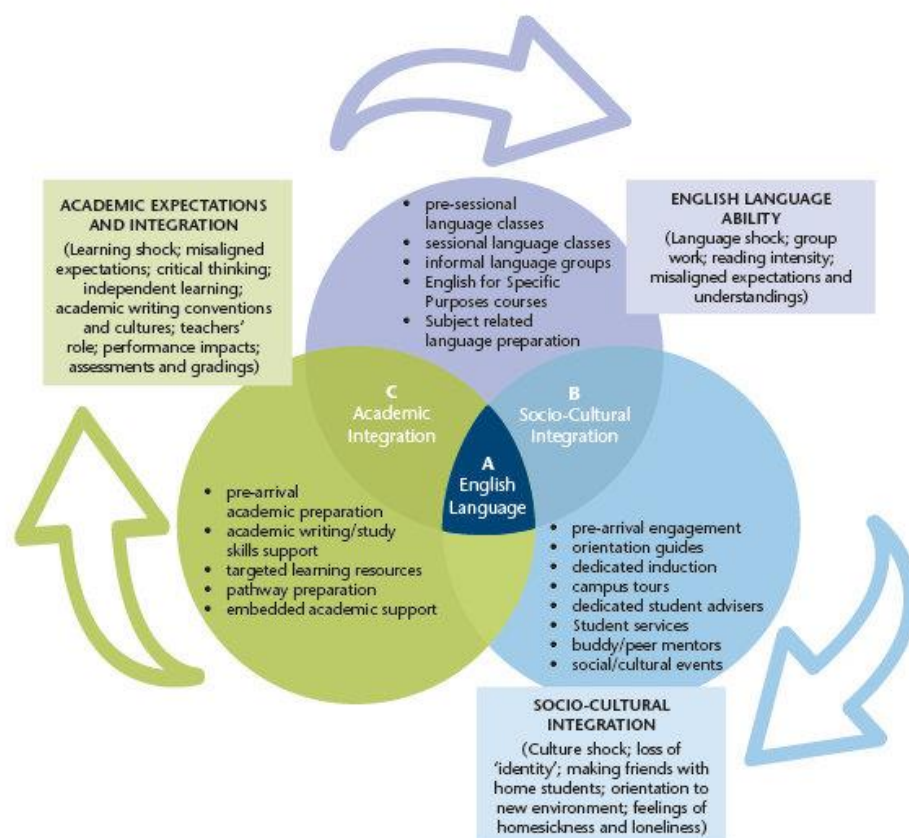 ACADEMIC EXPECTATIONS
AND INTEGRATION
(Learning shock; misaligned
expectations; critical thinking;
independent learning;
academic writing conventions
and cultures; teachers'
role; performance impacts;
assessments and gradings)
• pre-sessional
language classes
• sessional language classes
• informal language groups
• English for Specific
Purposes courses
• Subject related
language preparation
ENGLISH LANGUAGE
ABILITY
(Language shock; group
work; reading intensity;
misaligned expectations and
understandings)
C
Academic
Integration
B
Socio-Cultural
Integration
A
English
Language
• pre-arrival
academic preparation
• academic writing/study
skills support
• targeted learning resources
• pathway preparation
• embedded academic support
• pre-arrival engagement
• orientation guides
• dedicated induction
• campus tours
• dedicated student advisers
• Student services
• buddy/peer mentors
• social/cultural events
SOCIO-CULTURAL
INTEGRATION
(Culture shock; loss of
'identity'; making friends with
home students; orientation to
new environment; feelings of
homesickness and loneliness)